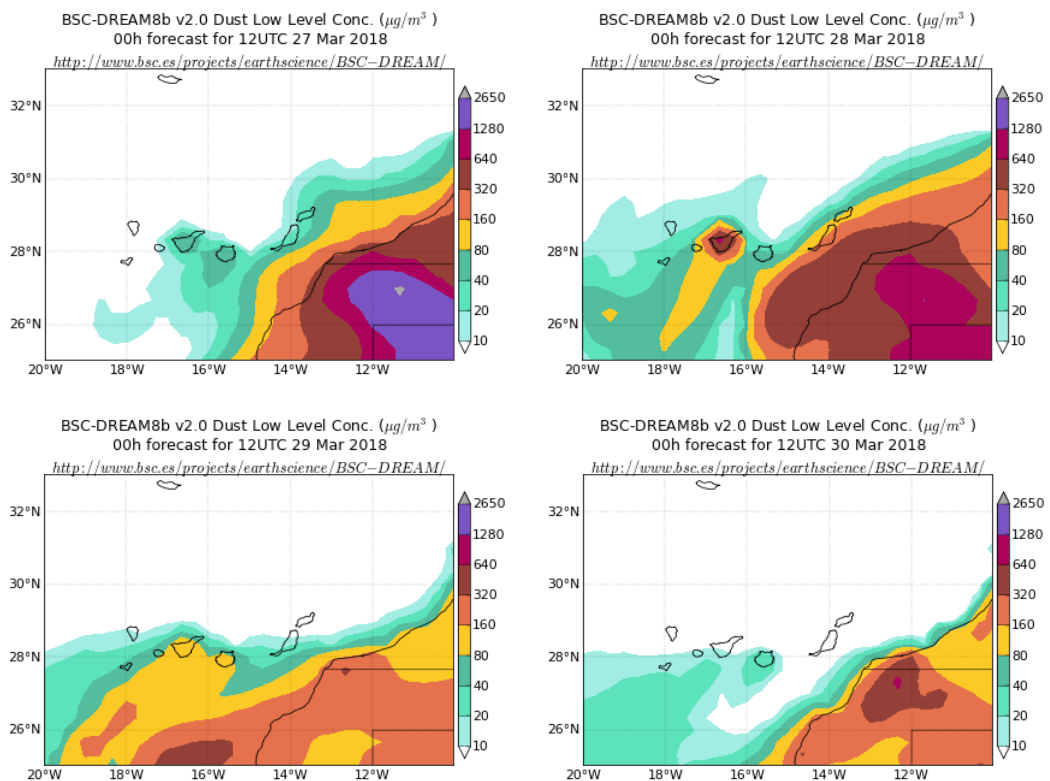 BSC-DREAM8b v2.0 Dust Low Level Conc. (μg/m³ )
00h forecast for 12UTC 27 Mar 2018
http://www.bsc.es/projects/earthscience/BSC−DREAM/
32°N
30°N
28°N
26°N
20°W 18°W 16°W 14°W 12°W
2650
1280
640
320
160
80
40
20
10
BSC-DREAM8b v2.0 Dust Low Level Conc. (μg/m³ )
00h forecast for 12UTC 28 Mar 2018
http://www.bsc.es/projects/earthscience/BSC−DREAM/
32°N
30°N
28°N
26°N
20°W 18°W 16°W 14°W 12°W
2650
1280
640
320
160
80
40
20
10
BSC-DREAM8b v2.0 Dust Low Level Conc. (μg/m³ )
00h forecast for 12UTC 29 Mar 2018
http://www.bsc.es/projects/earthscience/BSC−DREAM/
32°N
30°N
28°N
26°N
20°W 18°W 16°W 14°W 12°W
2650
1280
640
320
160
80
40
20
10
BSC-DREAM8b v2.0 Dust Low Level Conc. (μg/m³ )
00h forecast for 12UTC 30 Mar 2018
http://www.bsc.es/projects/earthscience/BSC−DREAM/
32°N
30°N
28°N
26°N
20°W 18°W 16°W 14°W 12°W
2650
1280
640
320
160
80
40
20
10